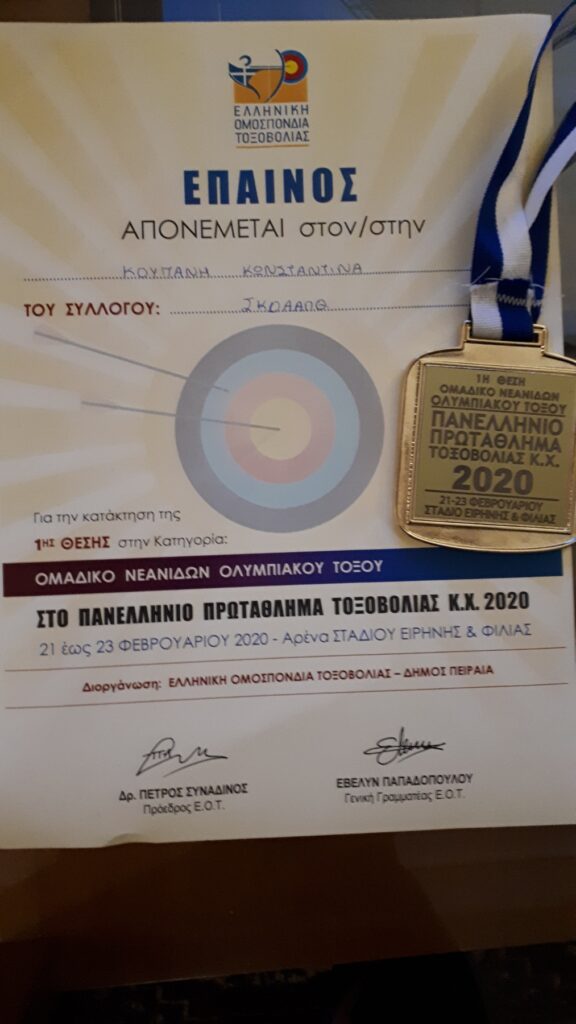 ΕΛΛΗΝΙΚΗ
ΟΜΟΣΠΟΝΔΙΑ
ΤΟΞΟΒΟΛΙΑΣ
ΕΠΑΙΝΟΣ
ΑΠΟΝΕΜΕΤΑΙ στον/στην
ΚΟΥΠΑΝΗ ΚΩΝΣΤΑΝΤΙΝΑ
ΤΟΥ ΣΥΛΛΟΓΟΥ: ΣΚΟΑΑΠΘ
Για την κατάκτηση της
1ΗΣ ΘΕΣΗΣ στην Κατηγορία:
ΟΜΑΔΙΚΟ ΝΕΑΝΙΔΩΝ ΟΛΥΜΠΙΑΚΟΥ ΤΟΞΟΥ
ΣΤΟ ΠΑΝΕΛΛΗΝΙΟ ΠΡΩΤΑΘΛΗΜΑ ΤΟΞΟΒΟΛΙΑΣ Κ.Χ. 2020
21 έως 23 ΦΕΒΡΟΥΑΡΙΟΥ 2020 - Αρένα ΣΤΑΔΙΟΥ ΕΙΡΗΝΗΣ & ΦΙΛΙΑΣ
Διοργάνωση: ΕΛΛΗΝΙΚΗ ΟΜΟΣΠΟΝΔΙΑ ΤΟΞΟΒΟΛΙΑΣ – ΔΗΜΟΣ ΠΕΙΡΑΙΑ
Δρ. ΠΕΤΡΟΣ ΣΥΝΑΔΙΝΟΣ
Πρόεδρος Ε.Ο.Τ.
ΕΒΕΛΥΝ ΠΑΠΑΔΟΠΟΥΛΟΥ
Γενική Γραμματέας Ε.Ο.Τ.
1Η ΘΕΣΗ
ΟΜΑΔΙΚΟ ΝΕΑΝΙΔΩΝ
ΟΛΥΜΠΙΑΚΟΥ ΤΟΞΟΥ
ΠΑΝΕΛΛΗΝΙΟ
ΠΡΩΤΑΘΛΗΜΑ
ΤΟΞΟΒΟΛΙΑΣ Κ.Χ.
2020
21-23 ΦΕΒΡΟΥΑΡΙΟΥ
ΣΤΑΔΙΟ ΕΙΡΗΝΗΣ & ΦΙΛΙΑΣ